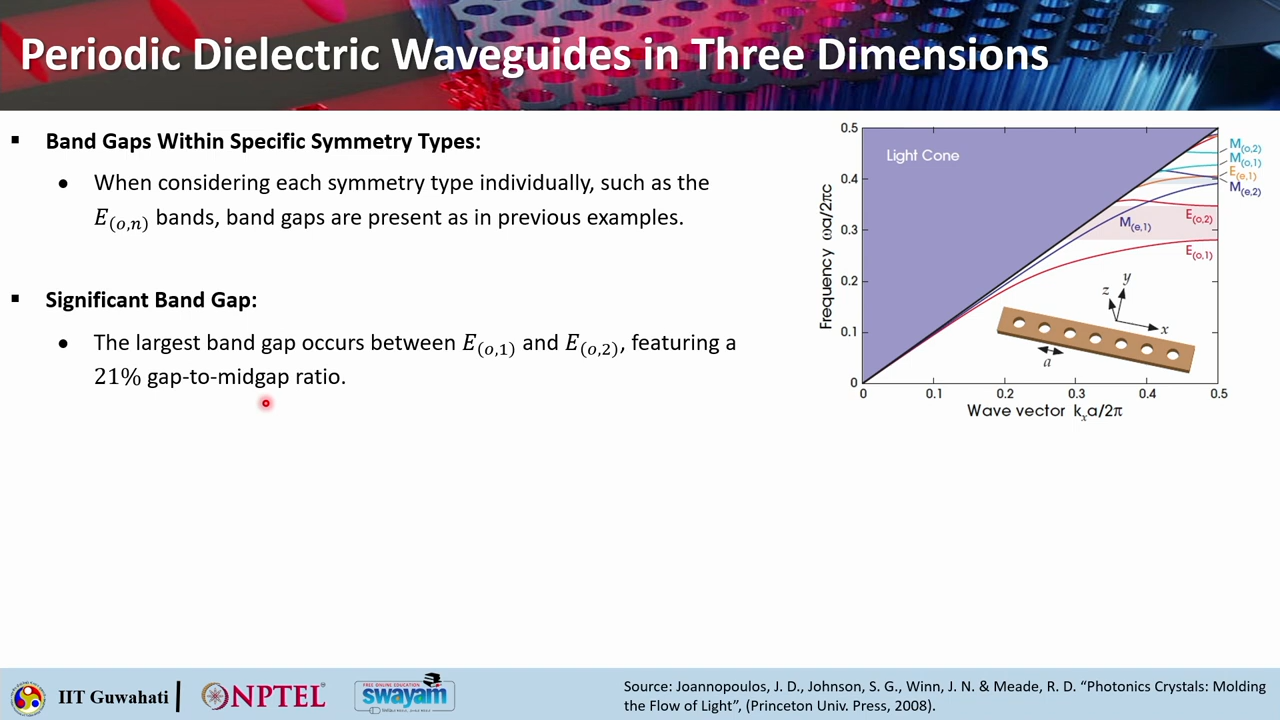 Periodic Dielectric Waveguides in Three Dimensions
▪ Band Gaps Within Specific Symmetry Types:
● When considering each symmetry type individually, such as the
E(o,n) bands, band gaps are present as in previous examples.
▪ Significant Band Gap:
● The largest band gap occurs between E(o,1) and E(o,2), featuring a
21% gap-to-midgap ratio.
Frequency ωa/2πc
0.5
0.4
0.3
0.2
0.1
0
Light Cone
M(o,2)
M(o,1)
E(e,1)
M(e,2)
E(o,2)
M(e,1)
E(o,1)
y
z
x
a
0 0.1 0.2 0.3 0.4 0.5
Wave vector kxa/2π
IIT Guwahati
NPTEL
FREE ONLINE EDUCATION
swayam
Source: Joannopoulos, J. D., Johnson, S. G., Winn, J. N. & Meade, R. D. “Photonics Crystals: Molding
the Flow of Light”, (Princeton Univ. Press, 2008).